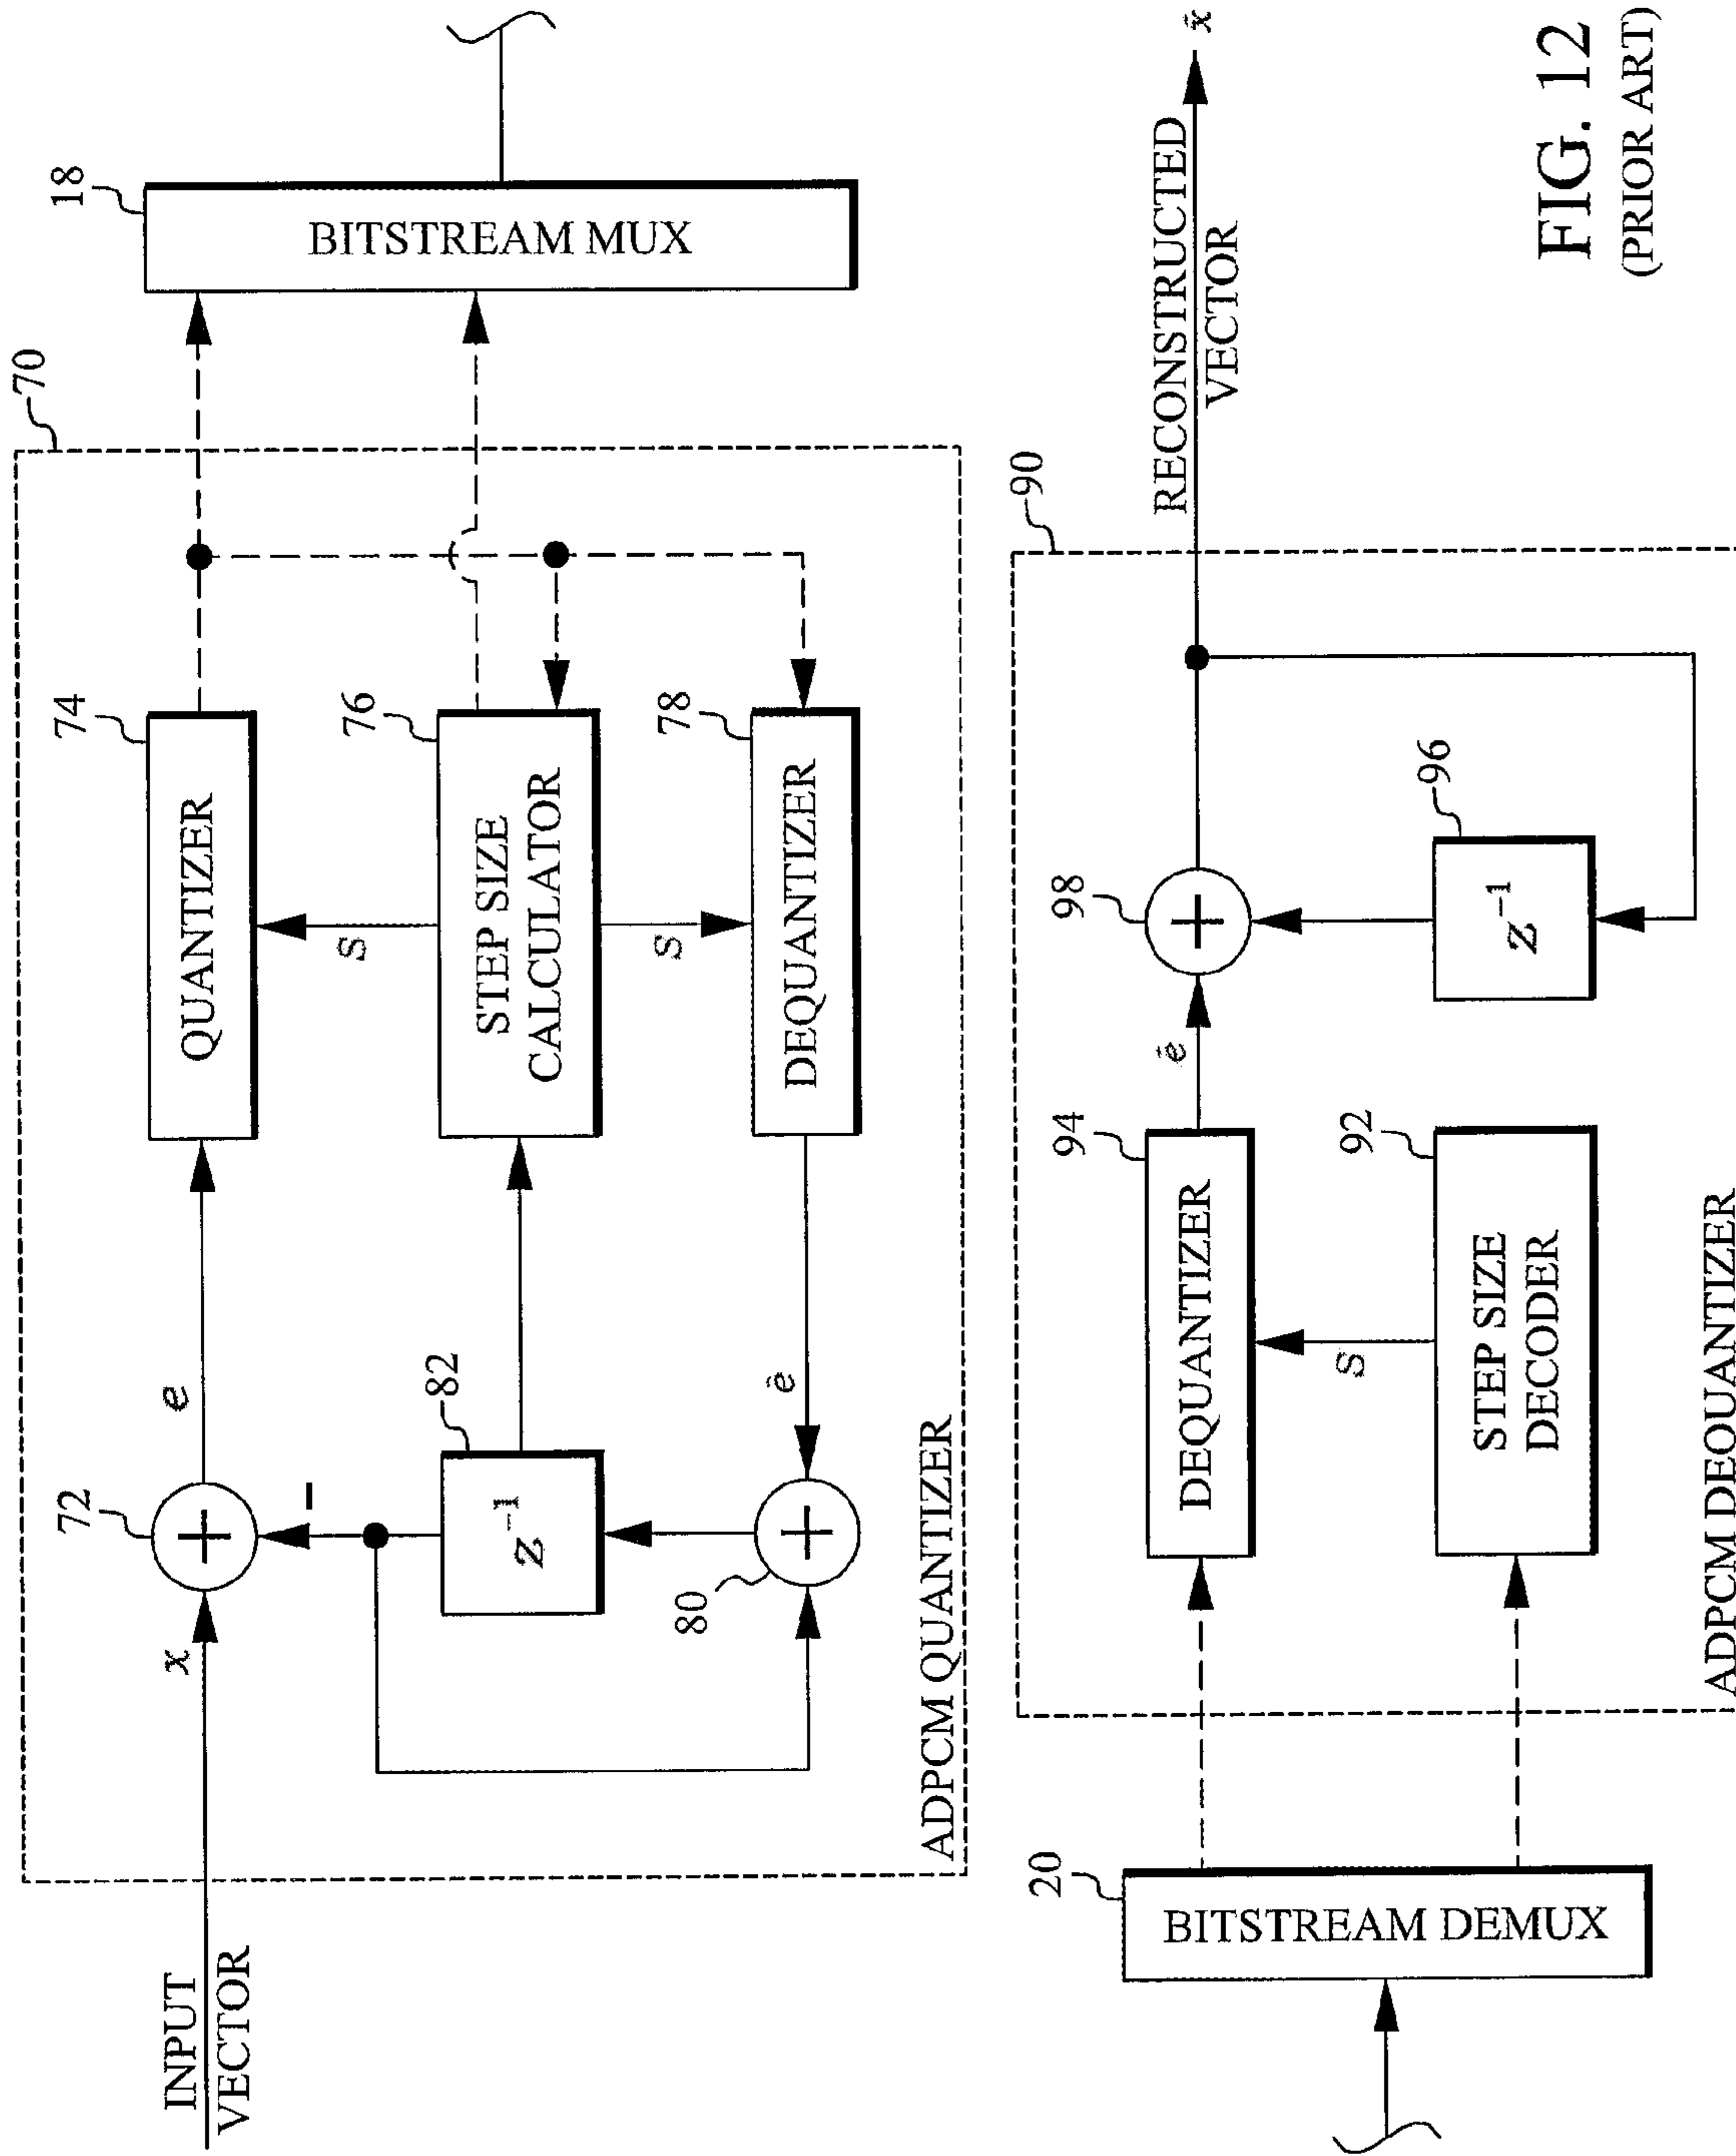 INPUT
VECTOR
x
72
e
-
82
z⁻¹
80
ê
74
QUANTIZER
S
76
STEP SIZE
CALCULATOR
S
78
DEQUANTIZER
70
18
BITSTREAM MUX
ADPCM QUANTIZER
20
BITSTREAM DEMUX
94
DEQUANTIZER
S
92
STEP SIZE
DECODER
ê
98
96
z⁻¹
90
RECONSTRUCTED
VECTOR
x̂
ADPCM DEQUANTIZER
FIG. 12
(PRIOR ART)